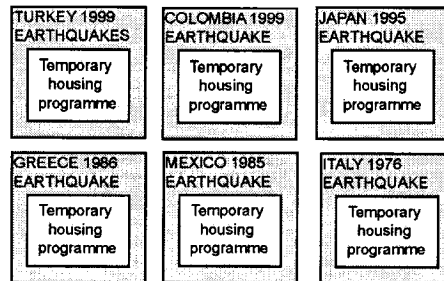 TURKEY 1999
EARTHQUAKES
Temporary
housing
programme
COLOMBIA 1999
EARTHQUAKE
Temporary
housing
programme
JAPAN 1995
EARTHQUAKE
Temporary
housing
programme
GREECE 1986
EARTHQUAKE
Temporary
housing
programme
MEXICO 1985
EARTHQUAKE
Temporary
housing
programme
ITALY 1976
EARTHQUAKE
Temporary
housing
programme